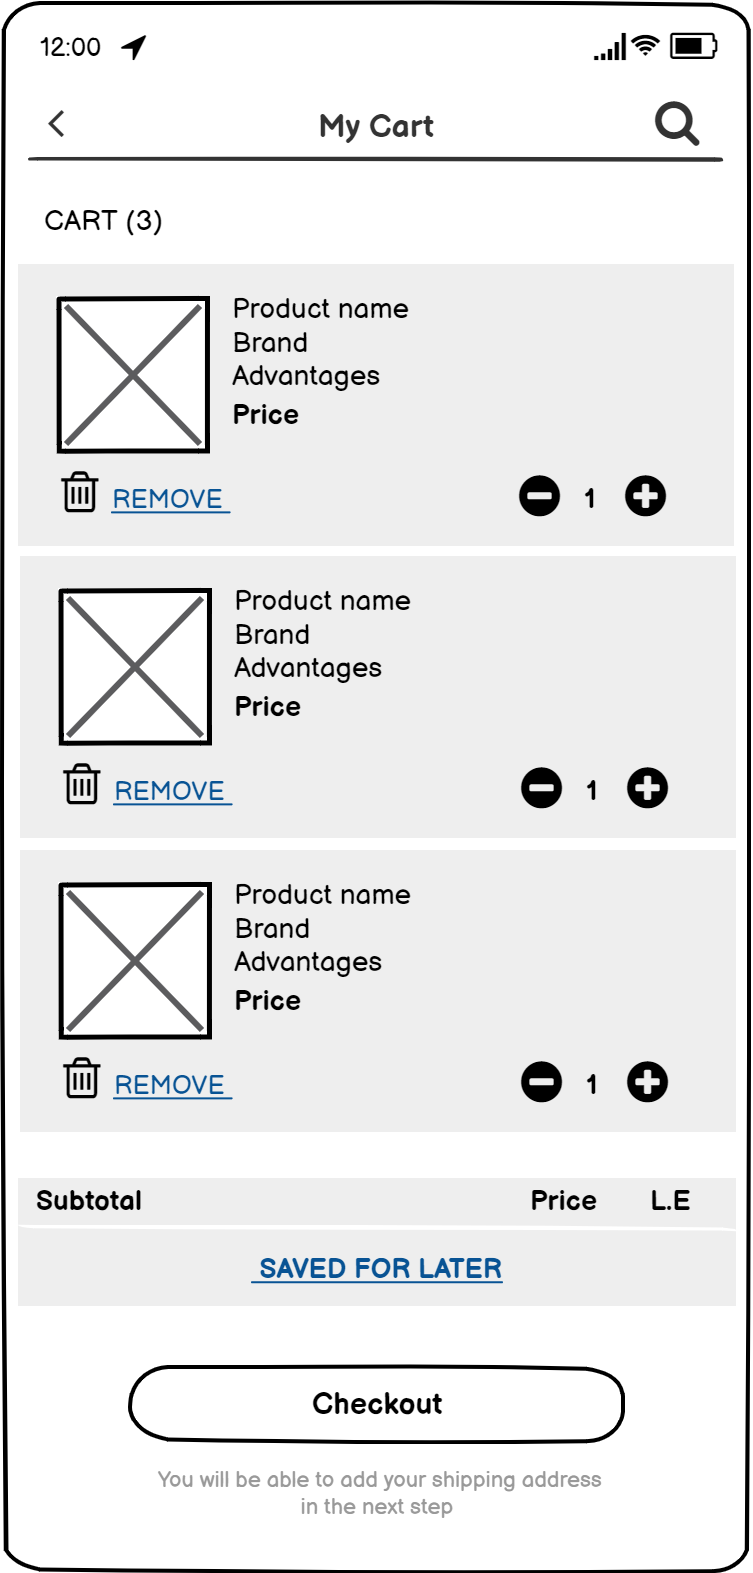 12:00
My Cart
CART (3)
Product name
Brand
Advantages
Price
REMOVE 1
Product name
Brand
Advantages
Price
REMOVE 1
Product name
Brand
Advantages
Price
REMOVE 1
Subtotal Price L.E
SAVED FOR LATER
Checkout
You will be able to add your shipping address
in the next step